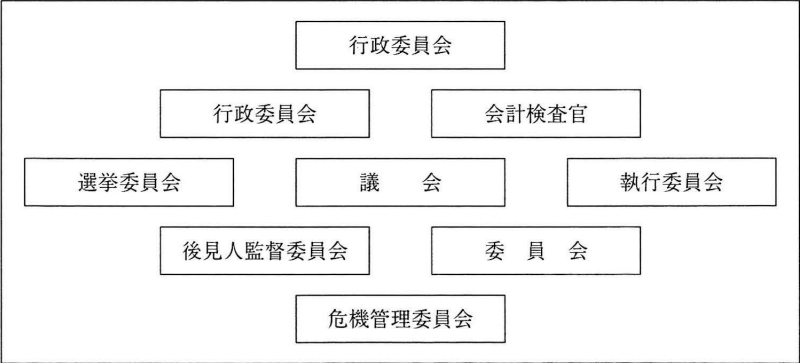 行政委員会
行政委員会 会計検査官
選挙委員会 議会 執行委員会
後見人監督委員会 委員会
危機管理委員会